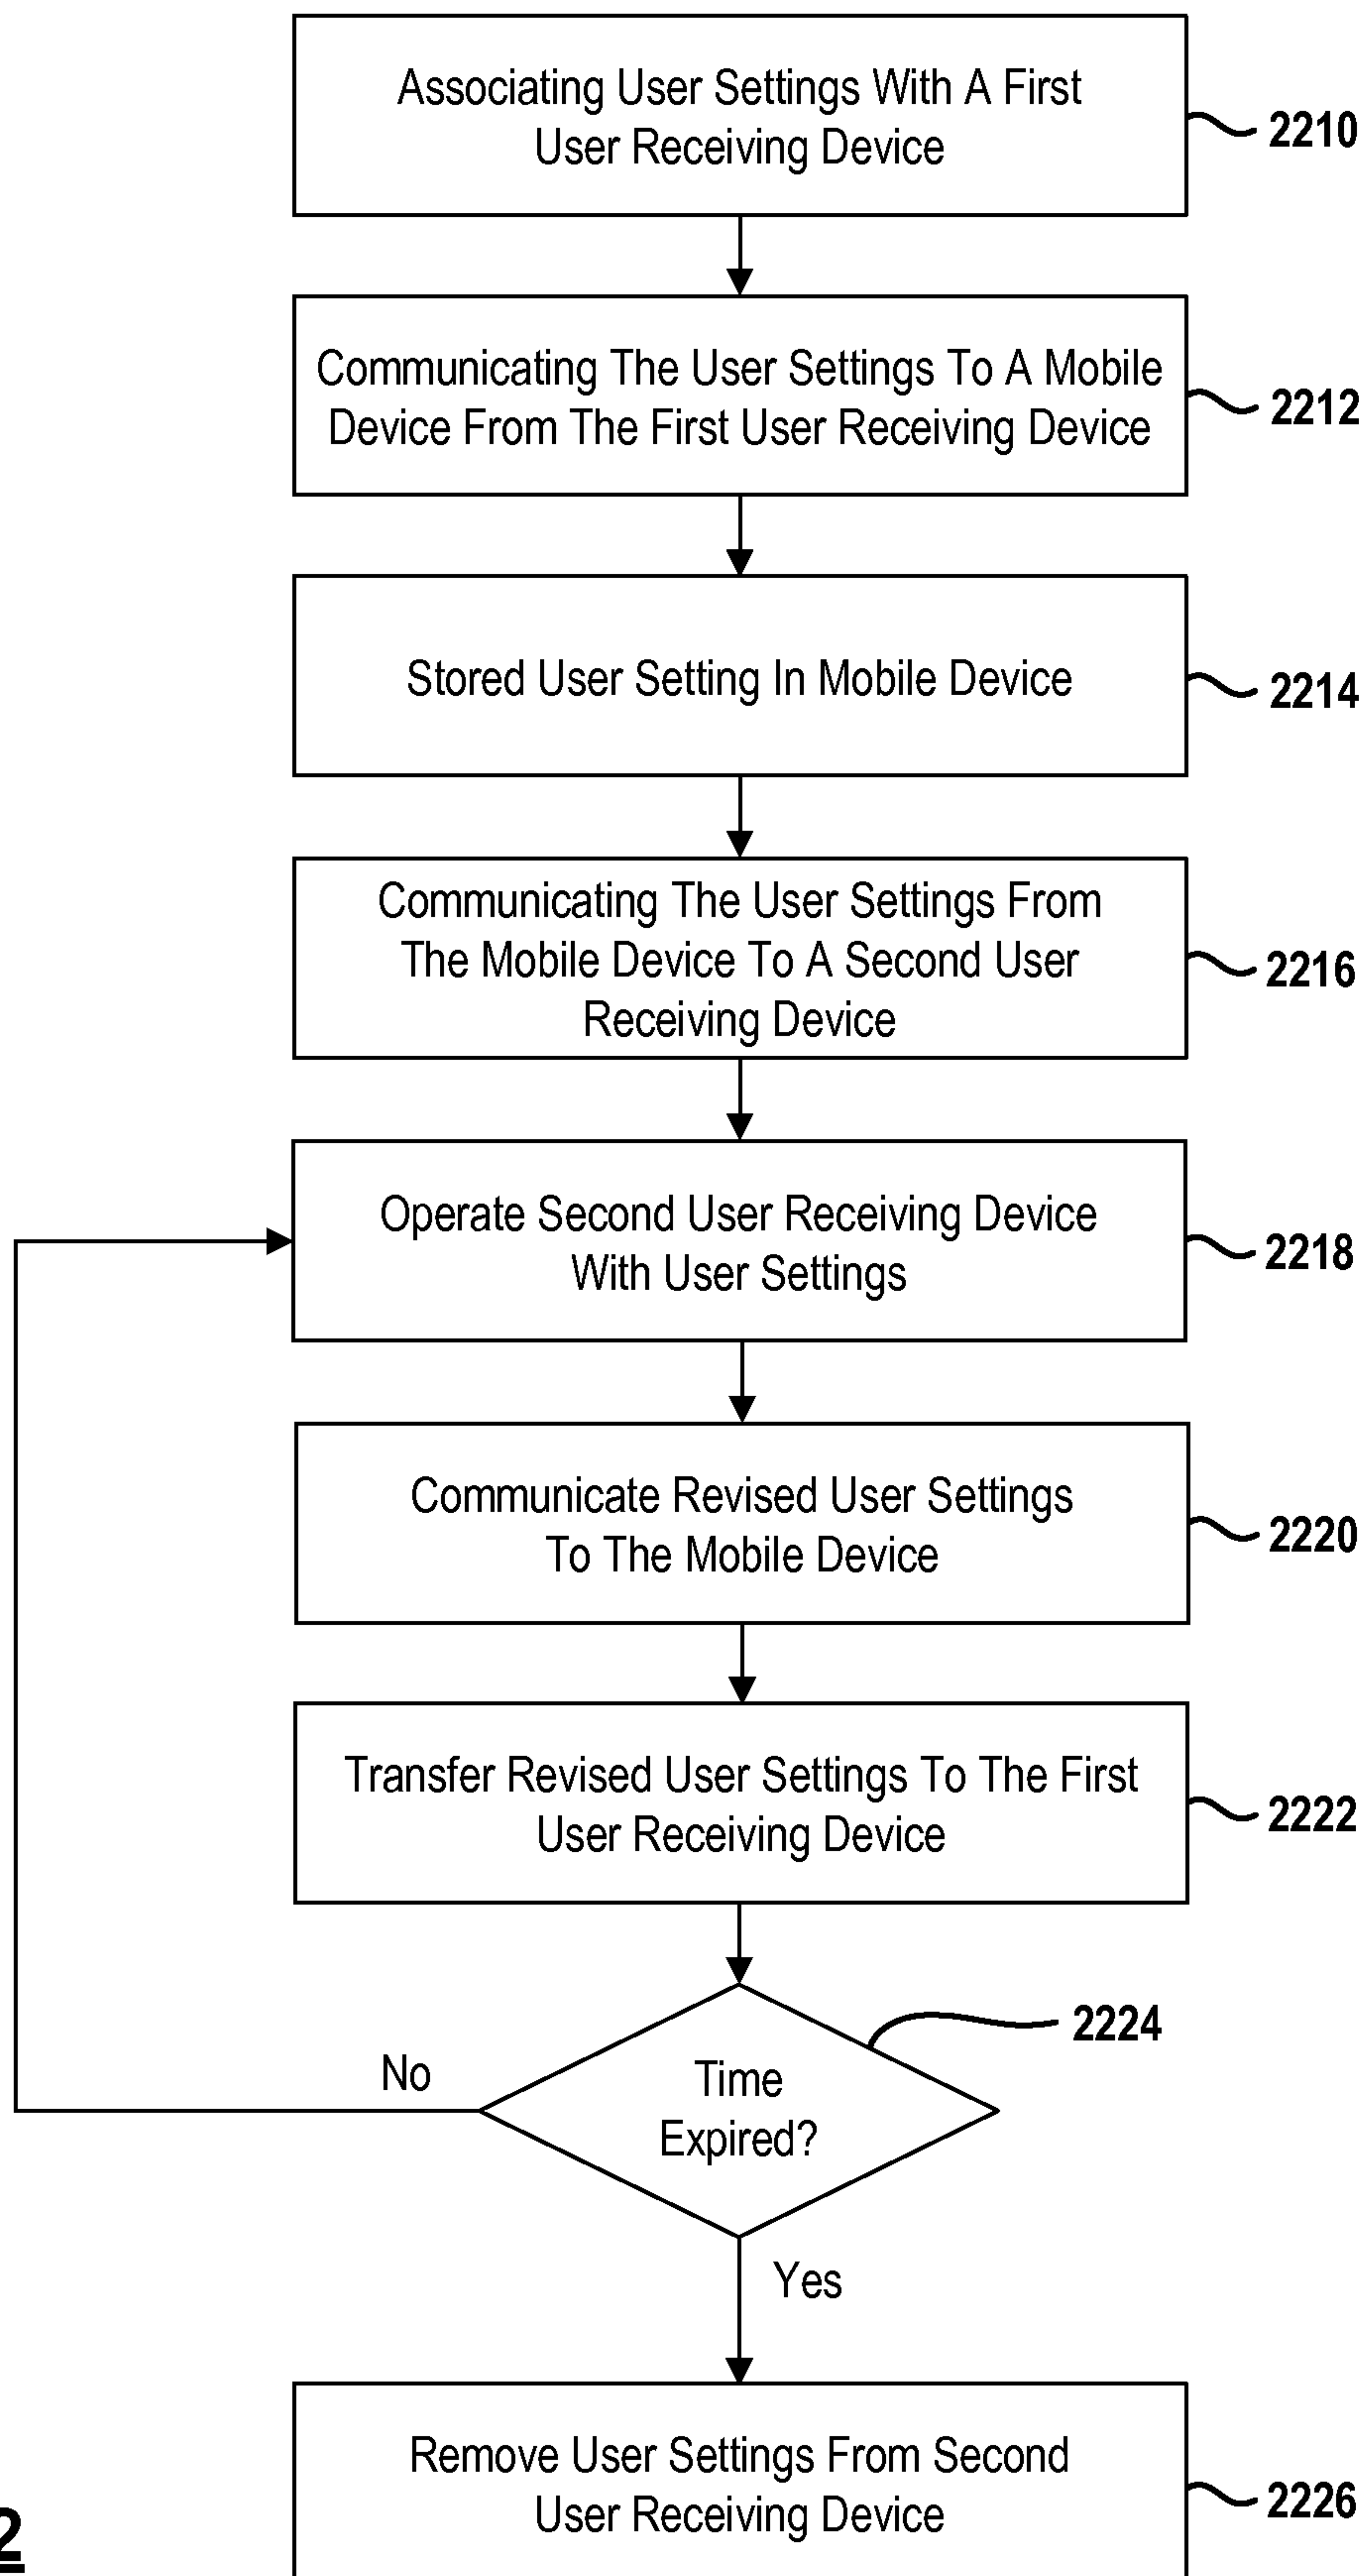 Associating User Settings With A First
User Receiving Device
2210
Communicating The User Settings To A Mobile
Device From The First User Receiving Device
2212
Stored User Setting In Mobile Device
2214
Communicating The User Settings From
The Mobile Device To A Second User
Receiving Device
2216
Operate Second User Receiving Device
With User Settings
2218
Communicate Revised User Settings
To The Mobile Device
2220
Transfer Revised User Settings To The First
User Receiving Device
2222
2224
No
Time
Expired?
Yes
Remove User Settings From Second
User Receiving Device
2226
2